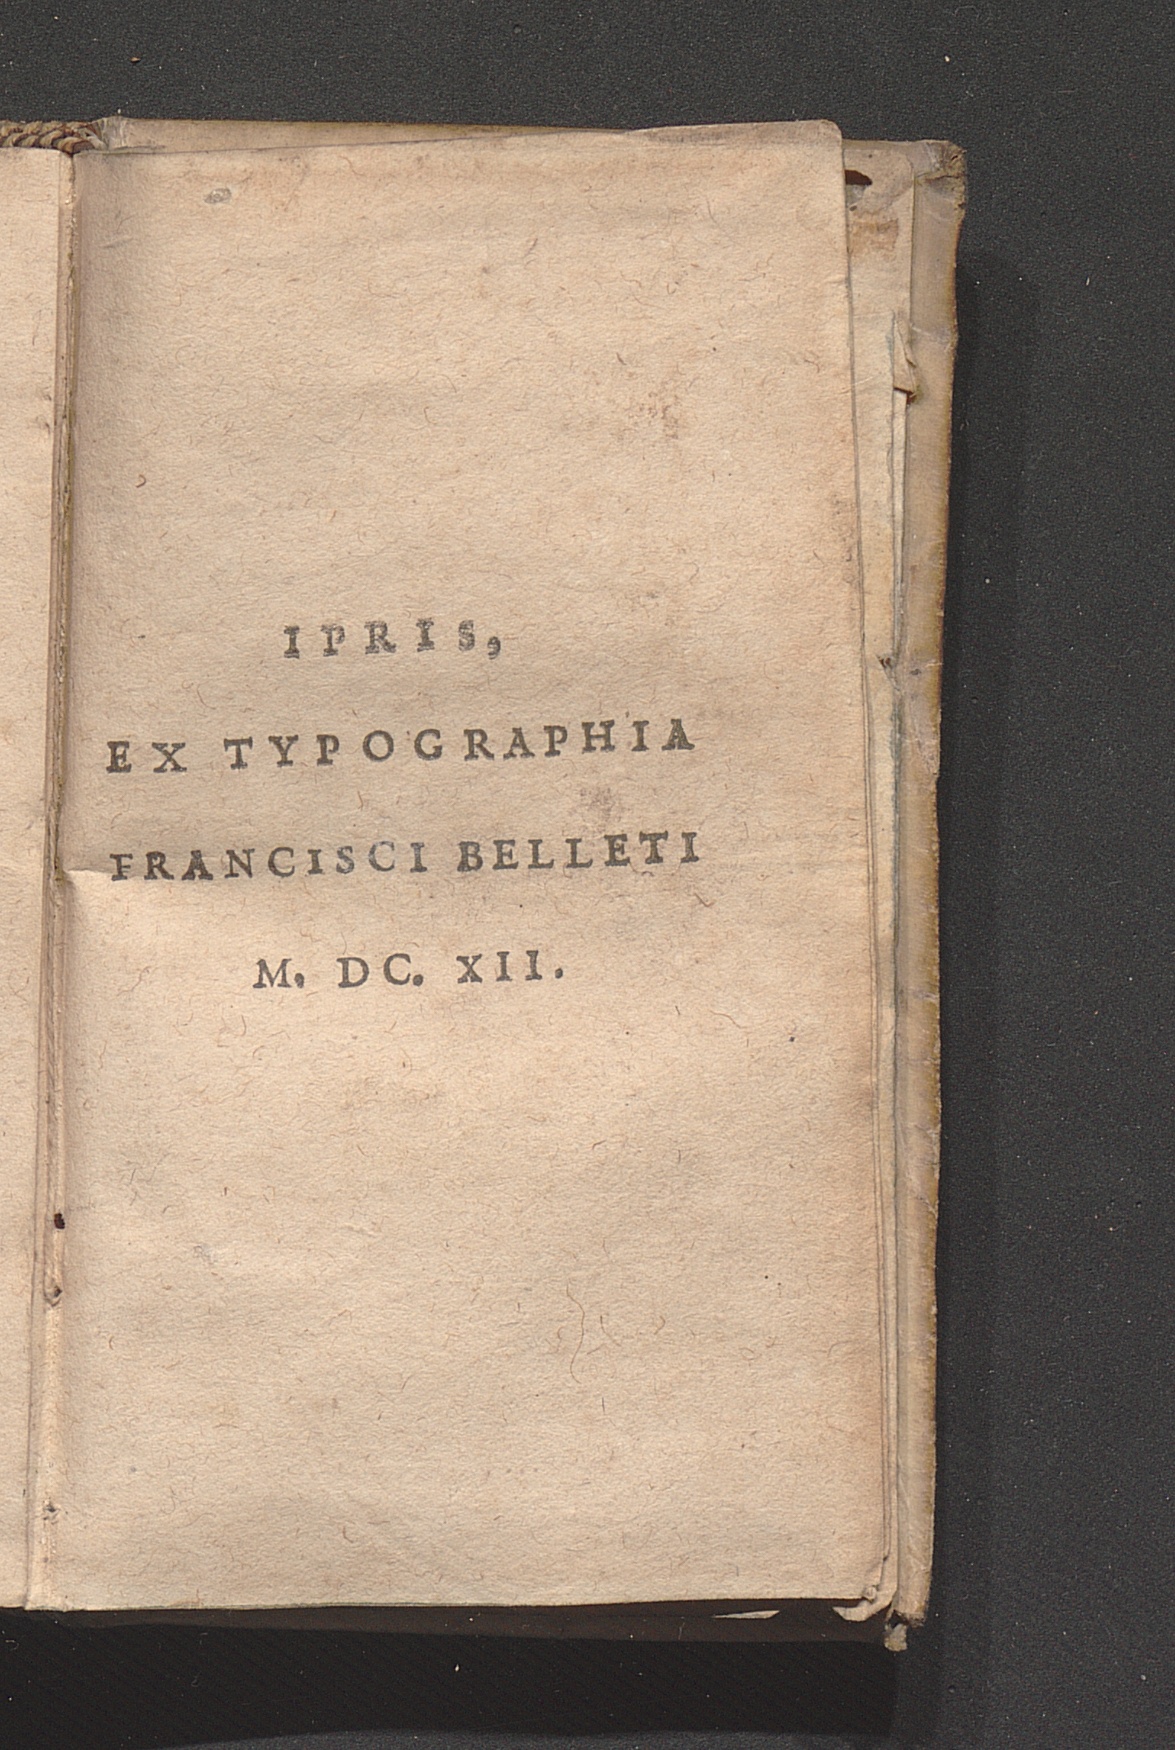 IPRIS,
EX TYPOGRAPHIA
FRANCISCI BELLETI
M. DC. XII.